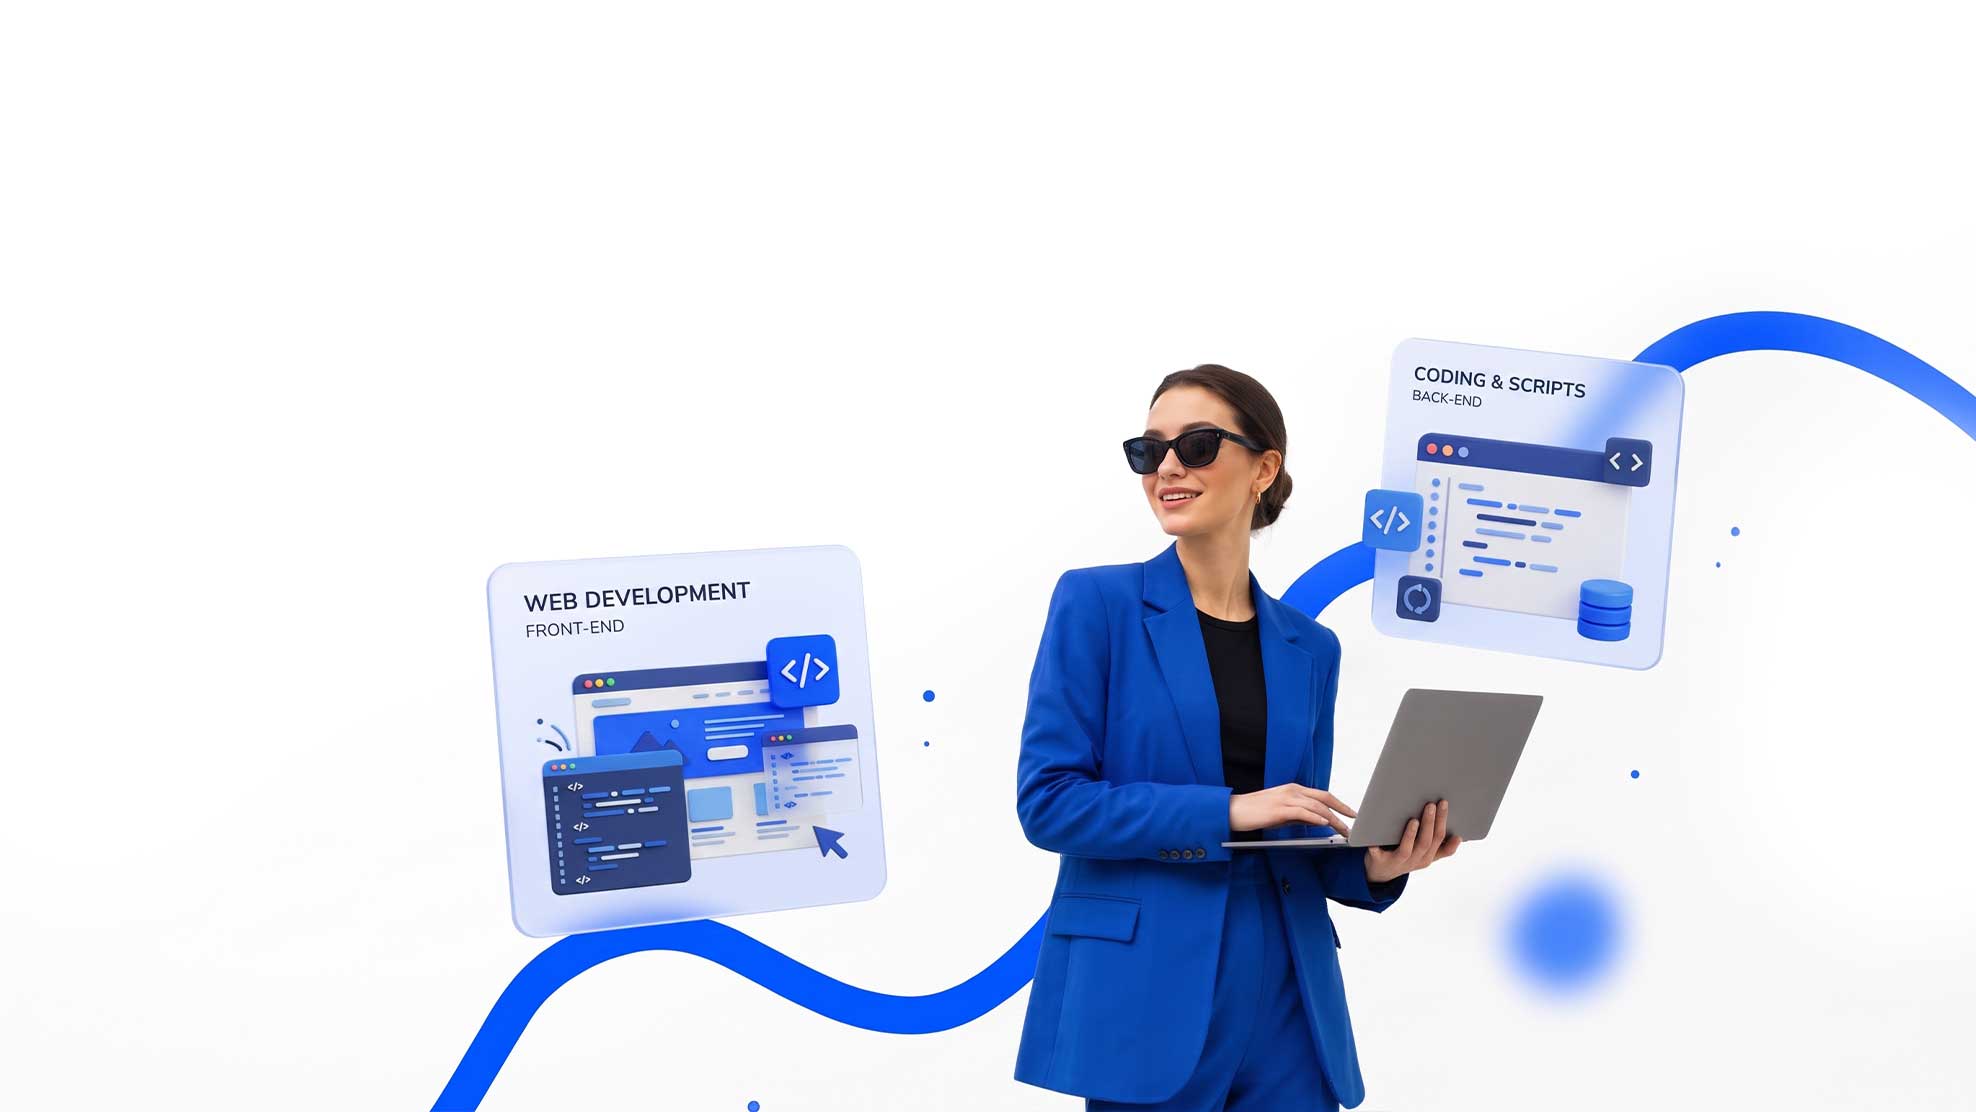 WEB DEVELOPMENT
FRONT-END
</>
</>
</>
</>
</>
</>
CODING & SCRIPTS
BACK-END
< >
</>